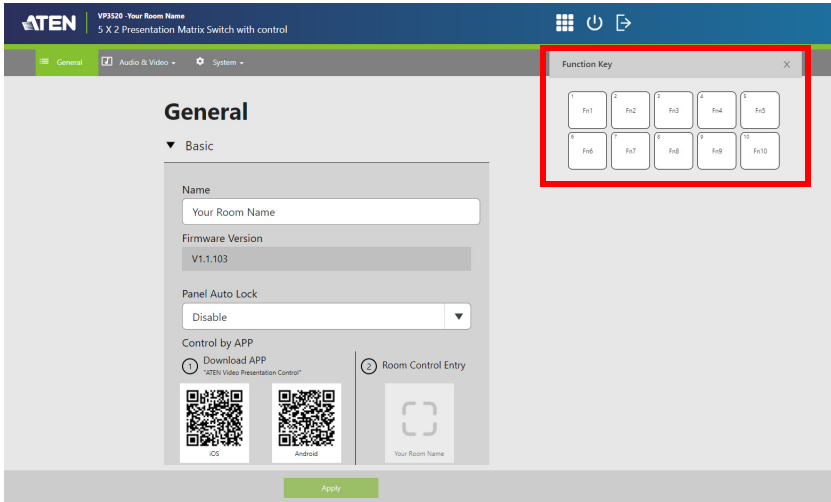 ATEN
VP3520 -Your Room Name
5 X 2 Presentation Matrix Switch with control
General
Audio & Video
System
Function Key
X
1
Fn1
2
Fn2
3
Fn3
4
Fn4
5
Fn5
6
Fn6
7
Fn7
8
Fn8
9
Fn9
10
Fn10
General
Basic
Name
Your Room Name
Firmware Version
V1.1.103
Panel Auto Lock
Disable
Control by APP
1 Download APP
"ATEN Video Presentation Control"
2 Room Control Entry
iOS
Android
Your Room Name
Apply